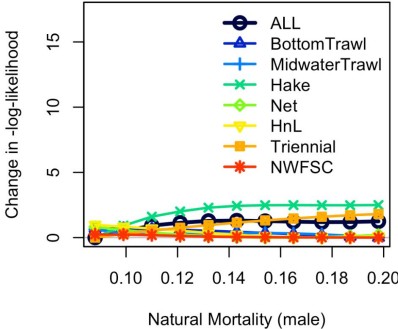 ALL
BottomTrawl
MidwaterTrawl
Hake
Net
HnL
Triennial
NWFSC
Change in -log-likelihood
15
10
5
0
0.10 0.12 0.14 0.16 0.18 0.20
Natural Mortality (male)